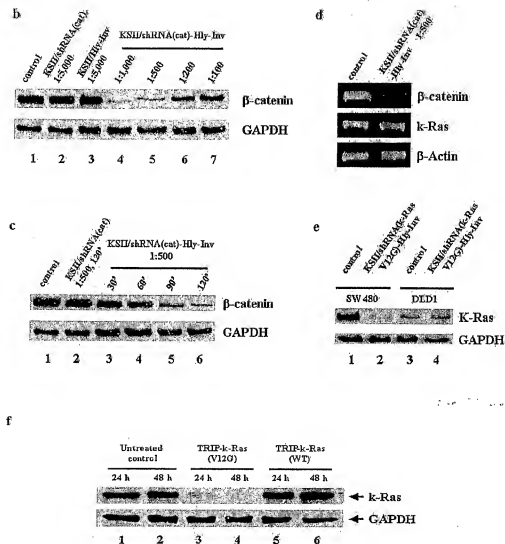 b
control
KSII/shRNA(cat),
1:5,000
KSII/Hly-Inv
1:5,000
KSII/shRNA(cat)-Hly-Inv
1:1,000
1:500
1:200
1:100
β-catenin
GAPDH
1 2 3 4 5 6 7
d
control
KSII/shRNA(cat)
-Hly-Inv
1:500
β-catenin
k-Ras
β-Actin
c
control
KSII/shRNA(cat)
1:500, 120'
KSII/shRNA(cat)-Hly-Inv
1:500
30'
60'
90'
120'
β-catenin
GAPDH
1 2 3 4 5 6
e
control
KSII/shRNA(k-Ras
V12G)-Hly-Inv
control
KSII/shRNA(k-Ras
V12G)-Hly-Inv
SW 480
DLD1
K-Ras
GAPDH
1 2 3 4
f
Untreated
control
TRIP-k-Ras
(V12G)
TRIP-k-Ras
(WT)
24 h 48 h 24 h 48 h 24 h 48 h
k-Ras
GAPDH
1 2 3 4 5 6